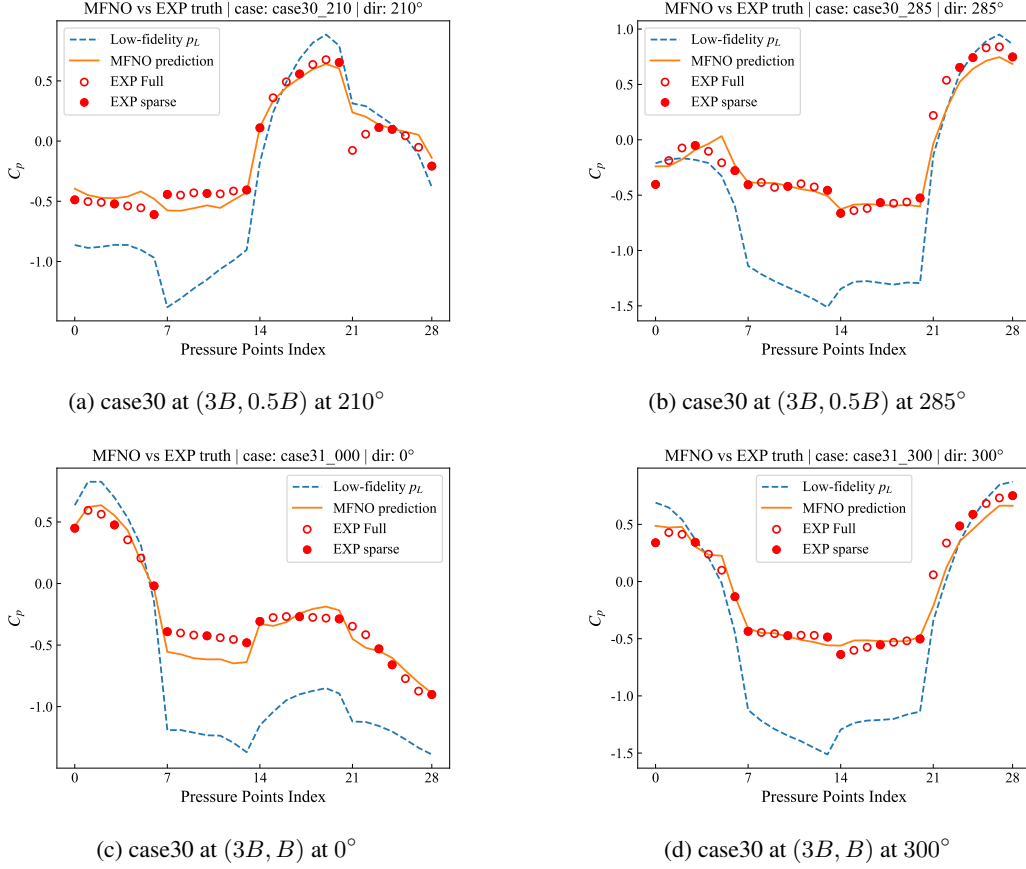 MFNO vs EXP truth | case: case30_210 | dir: 210°
Low-fidelity p_L
MFNO prediction
EXP Full
EXP sparse
C_p
0.5
0.0
-0.5
-1.0
0 7 14 21 28
Pressure Points Index
(a) case30 at (3B, 0.5B) at 210°
MFNO vs EXP truth | case: case30_285 | dir: 285°
Low-fidelity p_L
MFNO prediction
EXP Full
EXP sparse
C_p
1.0
0.5
0.0
-0.5
-1.0
-1.5
0 7 14 21 28
Pressure Points Index
(b) case30 at (3B, 0.5B) at 285°
MFNO vs EXP truth | case: case31_000 | dir: 0°
Low-fidelity p_L
MFNO prediction
EXP Full
EXP sparse
C_p
0.5
0.0
-0.5
-1.0
0 7 14 21 28
Pressure Points Index
(c) case30 at (3B, B) at 0°
MFNO vs EXP truth | case: case31_300 | dir: 300°
Low-fidelity p_L
MFNO prediction
EXP Full
EXP sparse
C_p
0.5
0.0
-0.5
-1.0
-1.5
0 7 14 21 28
Pressure Points Index
(d) case30 at (3B, B) at 300°